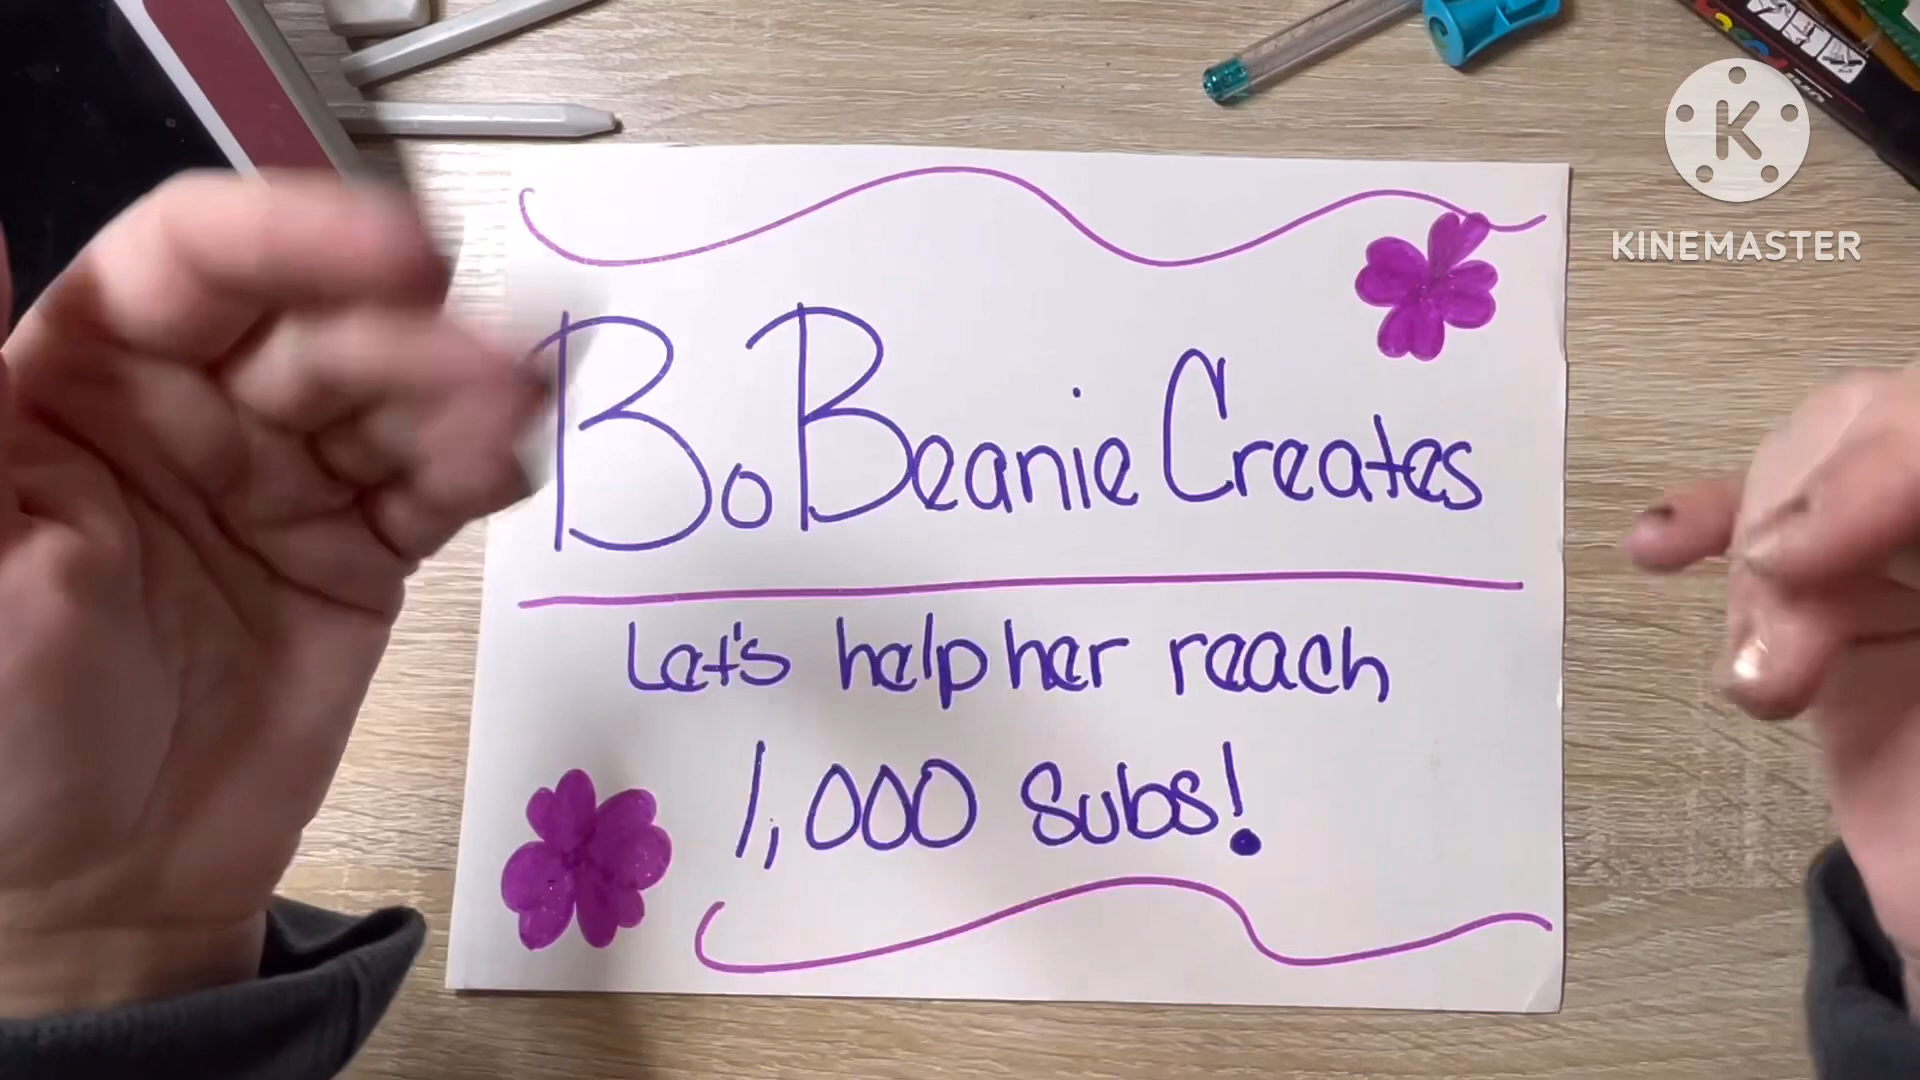 KINEMASTER
BoBeanie Creates
Let's help her reach
1,000 subs!